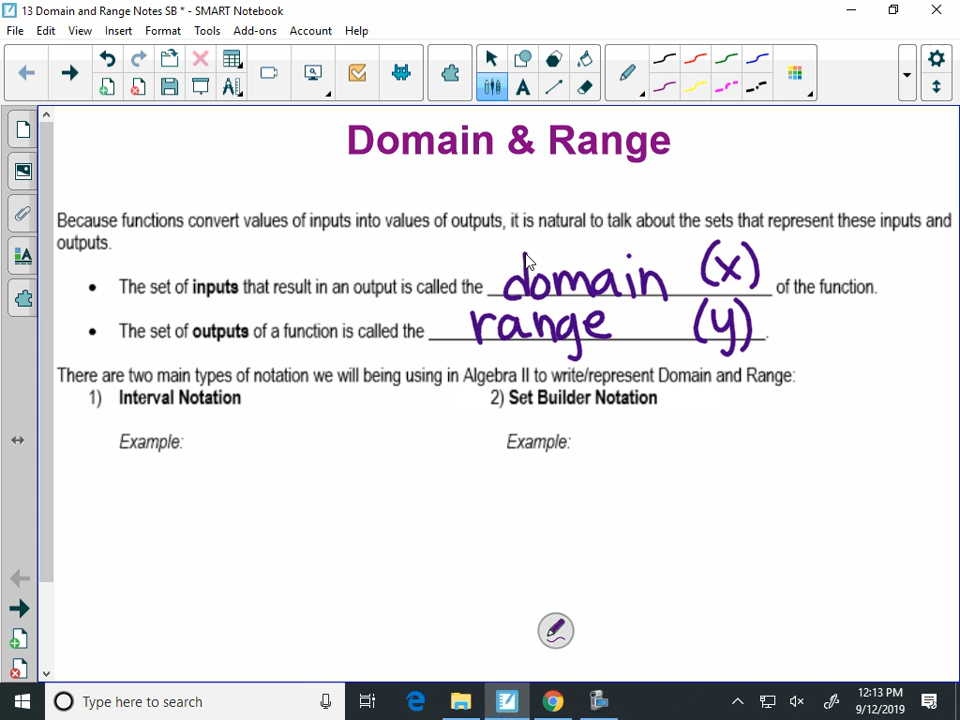 13 Domain and Range Notes SB * - SMART Notebook
File Edit View Insert Format Tools Add-ons Account Help
Domain & Range
Because functions convert values of inputs into values of outputs, it is natural to talk about the sets that represent these inputs and
outputs.
• The set of inputs that result in an output is called the domain (x) of the function.
• The set of outputs of a function is called the range (y).
There are two main types of notation we will being using in Algebra II to write/represent Domain and Range:
1) Interval Notation 2) Set Builder Notation
Example: Example:
Type here to search
12:13 PM
9/12/2019